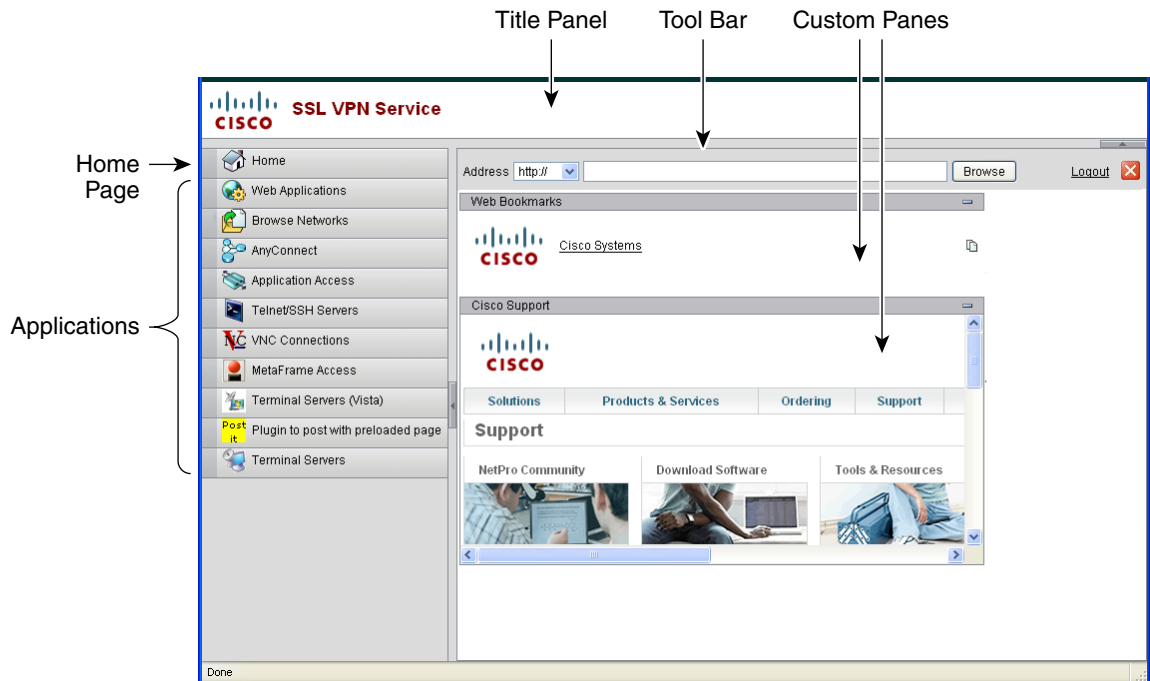 Title Panel Tool Bar Custom Panes
CISCO SSL VPN Service
Home Page
Applications
Home
Web Applications
Browse Networks
AnyConnect
Application Access
Telnet/SSH Servers
VNC VNC Connections
MetaFrame Access
Terminal Servers (Vista)
Post it Plugin to post with preloaded page
Terminal Servers
Address http:// Browse Logout
Web Bookmarks
CISCO Cisco Systems
Cisco Support
CISCO
Solutions Products & Services Ordering Support
Support
NetPro Community Download Software Tools & Resources
Done